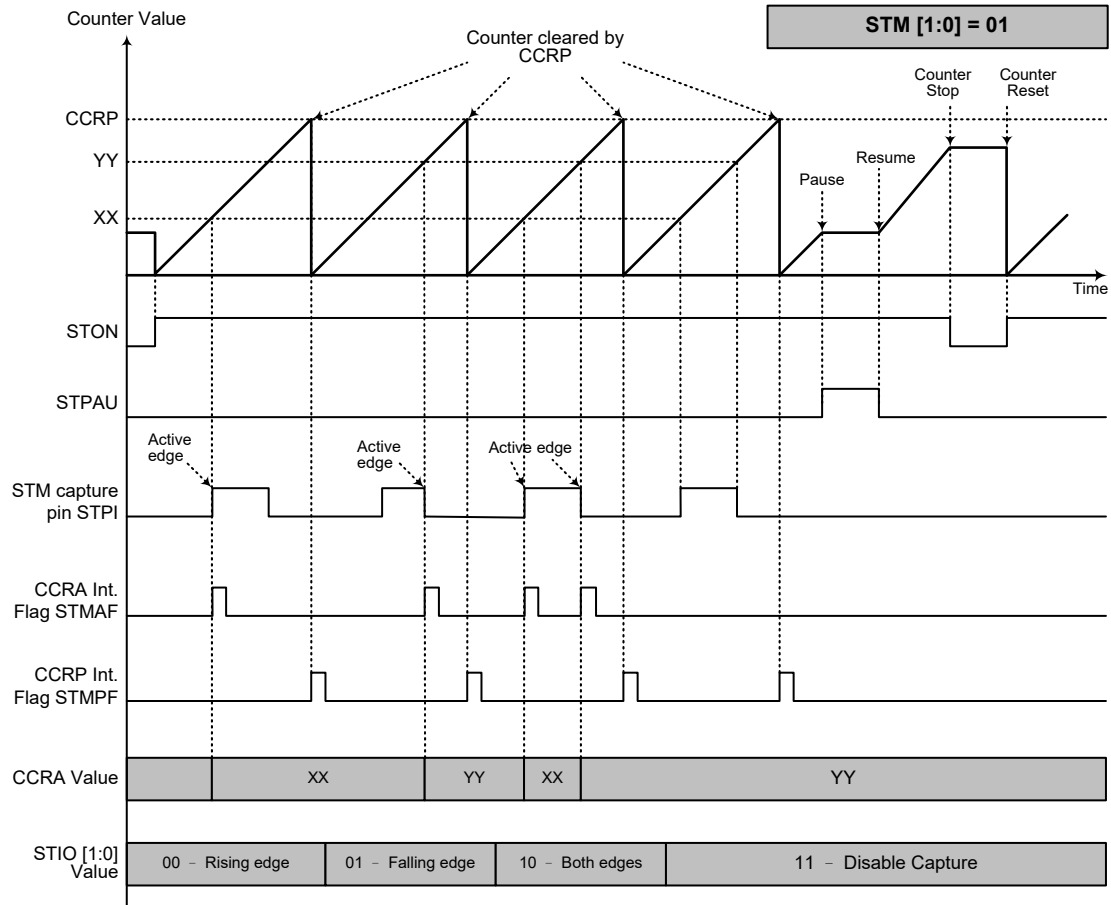 Counter Value
STM [1:0] = 01
Counter cleared by
CCRP
Counter
Stop
Counter
Reset
CCRP
YY
Resume
Pause
XX
Time
STON
STPAU
Active
edge
Active
edge
Active edge
STM capture
pin STPI
CCRA Int.
Flag STMAF
CCRP Int.
Flag STMPF
CCRA Value
XX
YY
XX
YY
STIO [1:0]
Value
00 – Rising edge
01 – Falling edge
10 – Both edges
11 – Disable Capture